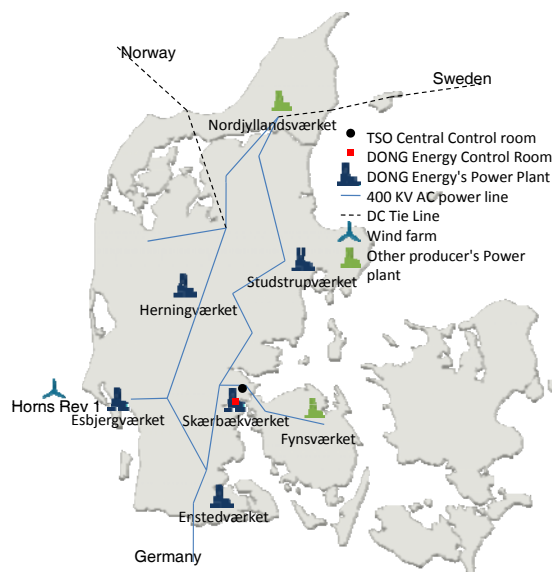 Norway
Sweden
Nordjyllandsværket
TSO Central Control room
DONG Energy Control Room
DONG Energy's Power Plant
400 KV AC power line
DC Tie Line
Wind farm
Other producer's Power
plant
Studstrupværket
Herningværket
Horns Rev 1
Esbjergværket
Skærbækværket
Fynsværket
Enstedværket
Germany